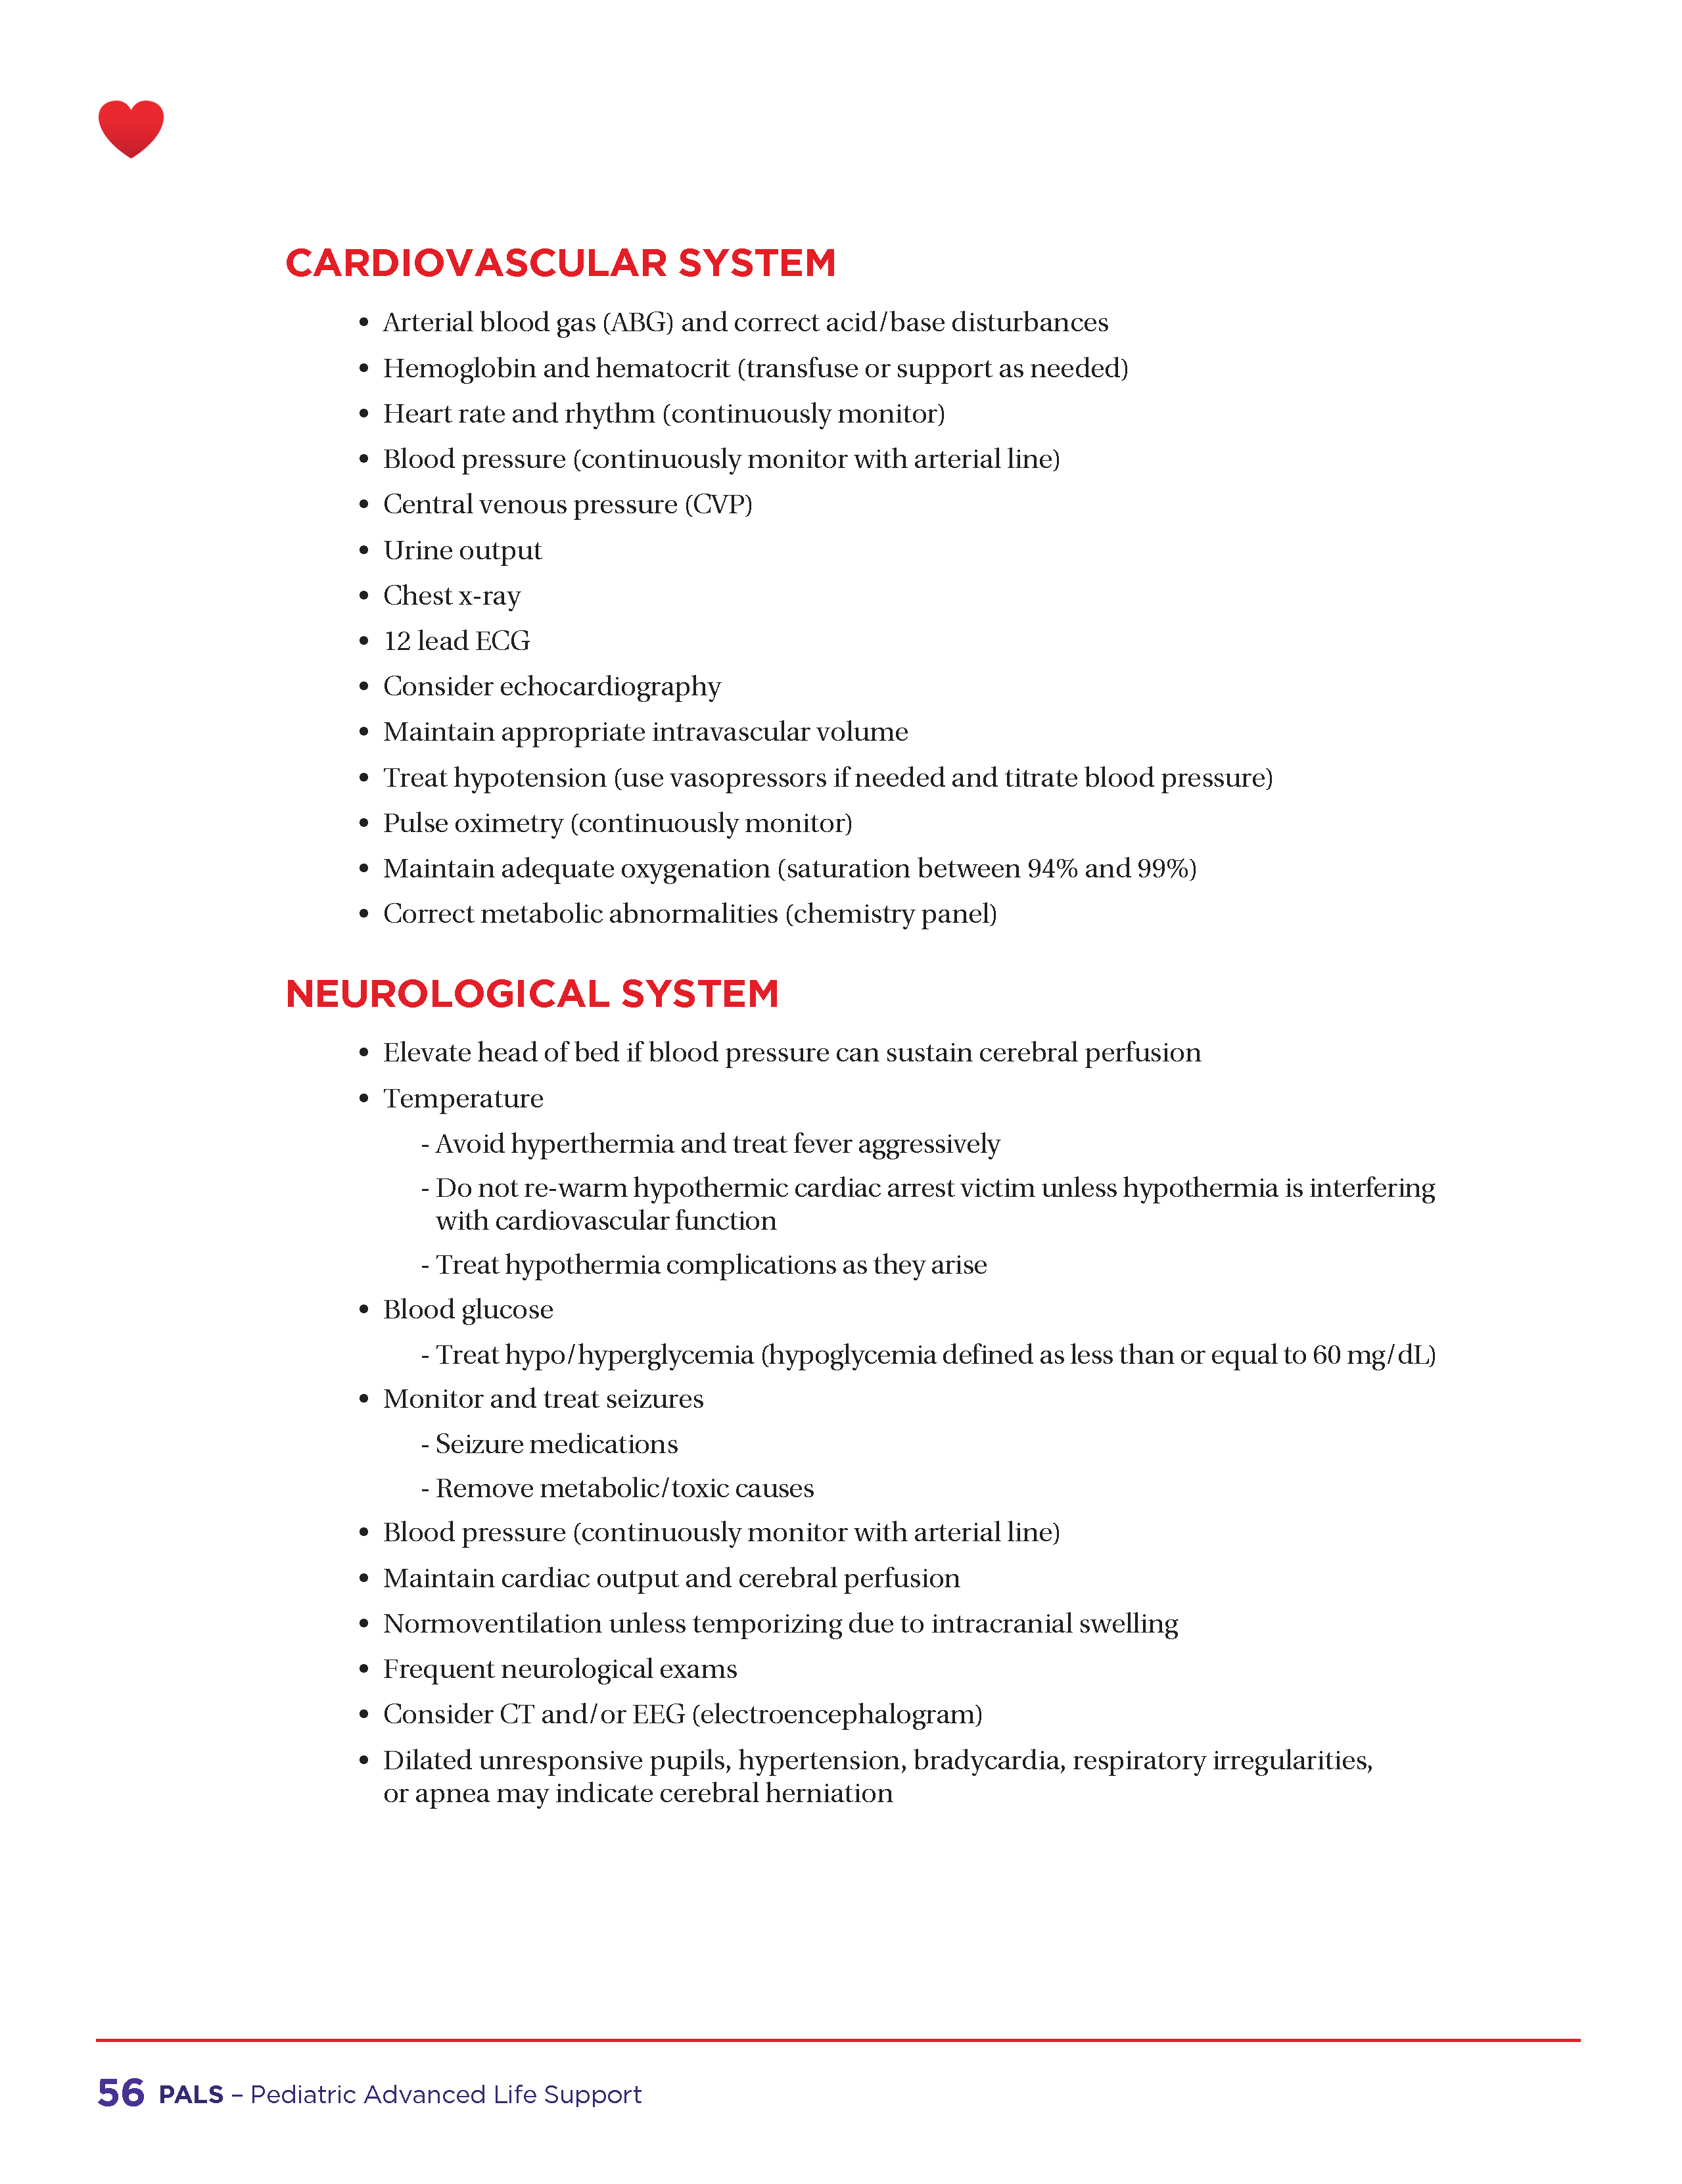 CARDIOVASCULAR SYSTEM
• Arterial blood gas (ABG) and correct acid/base disturbances
• Hemoglobin and hematocrit (transfuse or support as needed)
• Heart rate and rhythm (continuously monitor)
• Blood pressure (continuously monitor with arterial line)
• Central venous pressure (CVP)
• Urine output
• Chest x-ray
• 12 lead ECG
• Consider echocardiography
• Maintain appropriate intravascular volume
• Treat hypotension (use vasopressors if needed and titrate blood pressure)
• Pulse oximetry (continuously monitor)
• Maintain adequate oxygenation (saturation between 94% and 99%)
• Correct metabolic abnormalities (chemistry panel)
NEUROLOGICAL SYSTEM
• Elevate head of bed if blood pressure can sustain cerebral perfusion
• Temperature
- Avoid hyperthermia and treat fever aggressively
- Do not re-warm hypothermic cardiac arrest victim unless hypothermia is interfering
with cardiovascular function
- Treat hypothermia complications as they arise
• Blood glucose
- Treat hypo/hyperglycemia (hypoglycemia defined as less than or equal to 60 mg/dL)
• Monitor and treat seizures
- Seizure medications
- Remove metabolic/toxic causes
• Blood pressure (continuously monitor with arterial line)
• Maintain cardiac output and cerebral perfusion
• Normoventilation unless temporizing due to intracranial swelling
• Frequent neurological exams
• Consider CT and/or EEG (electroencephalogram)
• Dilated unresponsive pupils, hypertension, bradycardia, respiratory irregularities,
or apnea may indicate cerebral herniation
56 PALS – Pediatric Advanced Life Support